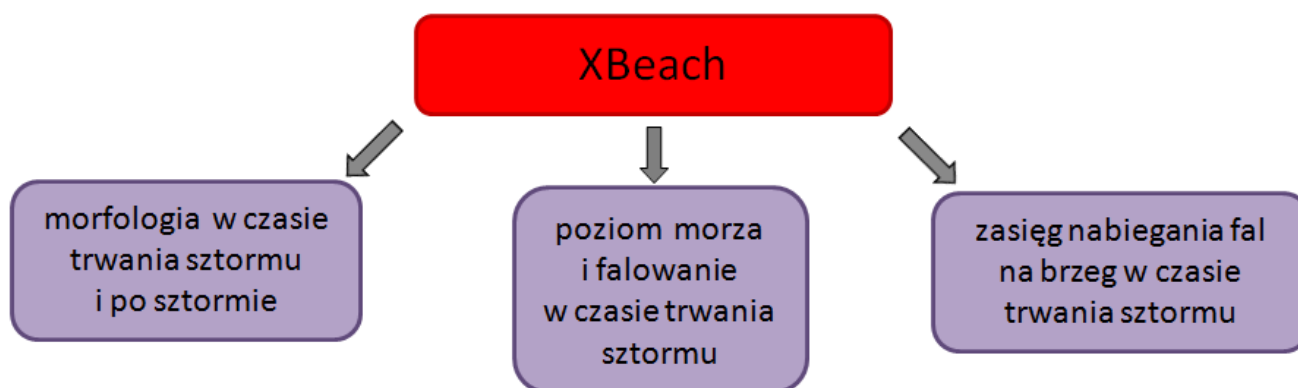 XBeach
morfologia w czasie
trwania sztormu
i po sztormie
poziom morza
i falowanie
w czasie trwania
sztormu
zasięg nabiegania fal
na brzeg w czasie
trwania sztormu